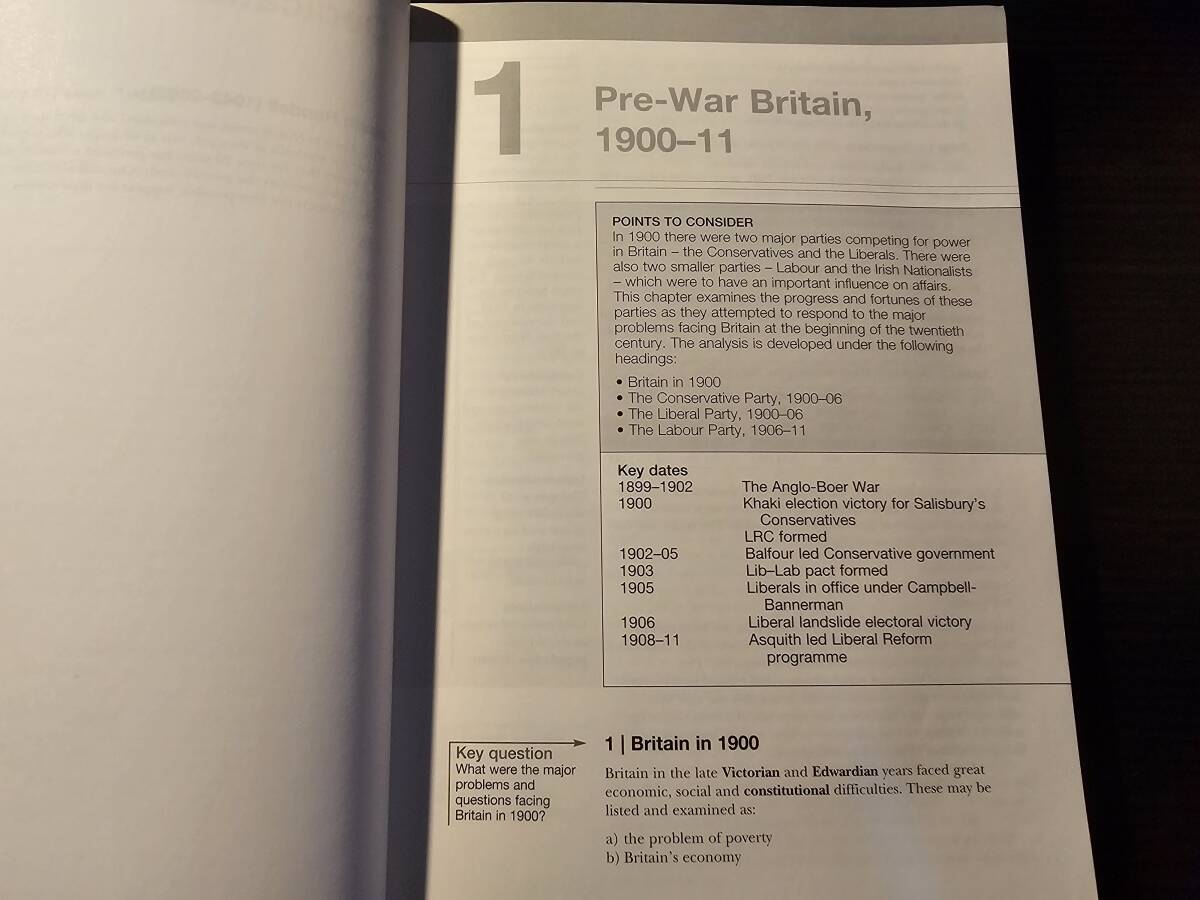 1
Pre-War Britain,
1900–11
POINTS TO CONSIDER
In 1900 there were two major parties competing for power
in Britain – the Conservatives and the Liberals. There were
also two smaller parties – Labour and the Irish Nationalists
– which were to have an important influence on affairs.
This chapter examines the progress and fortunes of these
parties as they attempted to respond to the major
problems facing Britain at the beginning of the twentieth
century. The analysis is developed under the following
headings:
• Britain in 1900
• The Conservative Party, 1900–06
• The Liberal Party, 1900–06
• The Labour Party, 1906–11
Key dates
1899–1902 The Anglo-Boer War
1900 Khaki election victory for Salisbury's
Conservatives
LRC formed
1902–05 Balfour led Conservative government
1903 Lib–Lab pact formed
1905 Liberals in office under Campbell-
Bannerman
1906 Liberal landslide electoral victory
1908–11 Asquith led Liberal Reform
programme
Key question
What were the major
problems and
questions facing
Britain in 1900?
1 | Britain in 1900
Britain in the late Victorian and Edwardian years faced great
economic, social and constitutional difficulties. These may be
listed and examined as:
a) the problem of poverty
b) Britain's economy